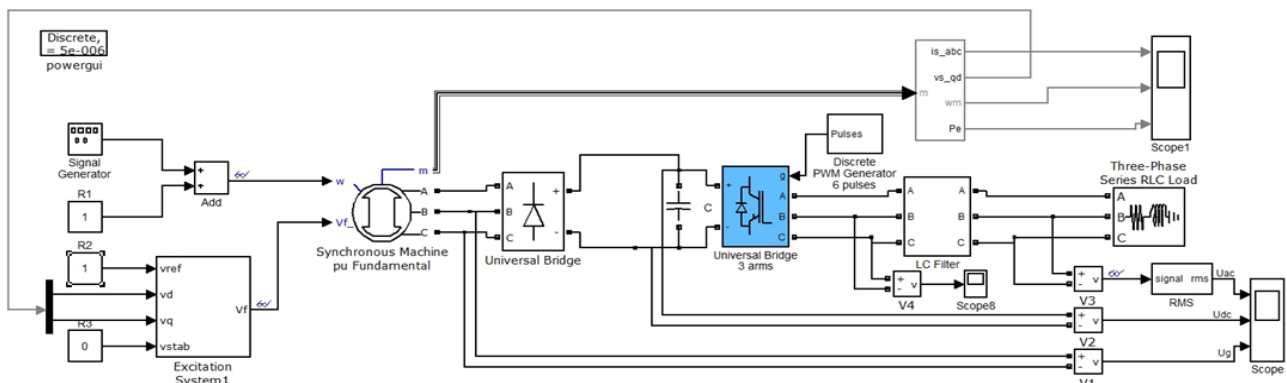 Discrete,
= 5e-006
powergui
is_abc
vs_qd
m
wm
Pe
Scope1
Signal
Generator
R1
1
+
+
Add
w
m
A
B
C
Vf_
Synchronous Machine
pu Fundamental
A
B
C
+
-
Universal Bridge
C
Pulses
Discrete
PWM Generator
6 pulses
g
+
-
A
B
C
Universal Bridge
3 arms
A
B
C
A
B
C
LC Filter
Three-Phase
Series RLC Load
A
B
C
R2
1
vref
vd
vq
vstab
Vf
R3
0
Excitation
System1
+
-
v
V4
Scope8
+
-
v
V3
signal rms
RMS
Uac
+
-
v
V2
Udc
+
-
v
V1
Ug
Scope